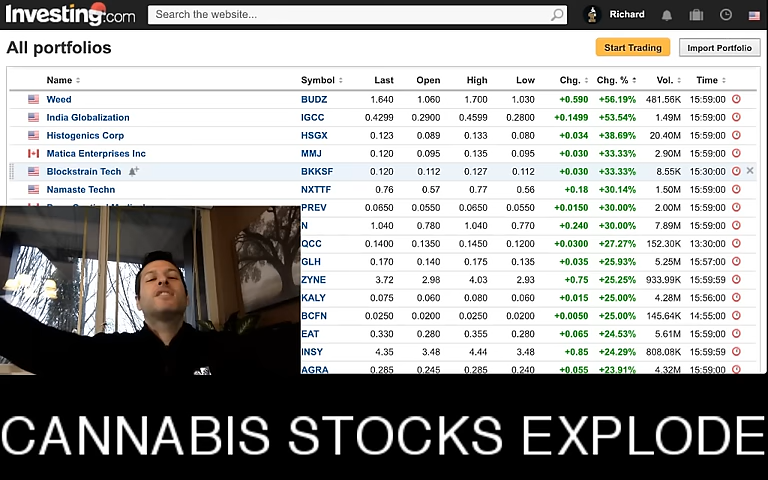 Investing.com Search the website... Richard
All portfolios Start Trading Import Portfolio
Name Symbol Last Open High Low Chg. Chg. % Vol. Time
Weed BUDZ 1.640 1.060 1.700 1.030 +0.590 +56.19% 481.56K 15:59:00
India Globalization IGCC 0.4299 0.2900 0.4599 0.2800 +0.1499 +53.54% 1.49M 15:59:00
Histogenics Corp HSGX 0.123 0.089 0.133 0.080 +0.034 +38.69% 20.40M 15:59:00
Matica Enterprises Inc MMJ 0.120 0.095 0.135 0.095 +0.030 +33.33% 2.90M 15:59:00
Blockstrain Tech BKKSF 0.120 0.112 0.127 0.112 +0.030 +33.33% 8.55K 15:30:00
Namaste Techn NXTTF 0.76 0.57 0.77 0.56 +0.18 +30.14% 1.50M 15:59:00
PREV 0.0650 0.0550 0.0650 0.0550 +0.0150 +30.00% 2.00M 15:59:00
N 1.040 0.780 1.040 0.770 +0.240 +30.00% 7.89M 15:59:00
QCC 0.1400 0.1350 0.1450 0.1200 +0.0300 +27.27% 152.30K 13:30:00
GLH 0.170 0.140 0.175 0.135 +0.035 +25.93% 5.25M 15:57:00
ZYNE 3.72 2.98 4.03 2.93 +0.75 +25.25% 933.99K 15:59:59
KALY 0.075 0.060 0.080 0.060 +0.015 +25.00% 4.28M 15:56:00
BCFN 0.0250 0.0200 0.0250 0.0200 +0.0050 +25.00% 145.64K 14:55:00
EAT 0.330 0.280 0.355 0.280 +0.065 +24.53% 5.61M 15:59:00
INSY 4.35 3.48 4.44 3.48 +0.85 +24.29% 808.08K 15:59:59
AGRA 0.285 0.245 0.285 0.240 +0.055 +23.91% 4.32M 15:59:00
CANNABIS STOCKS EXPLODE